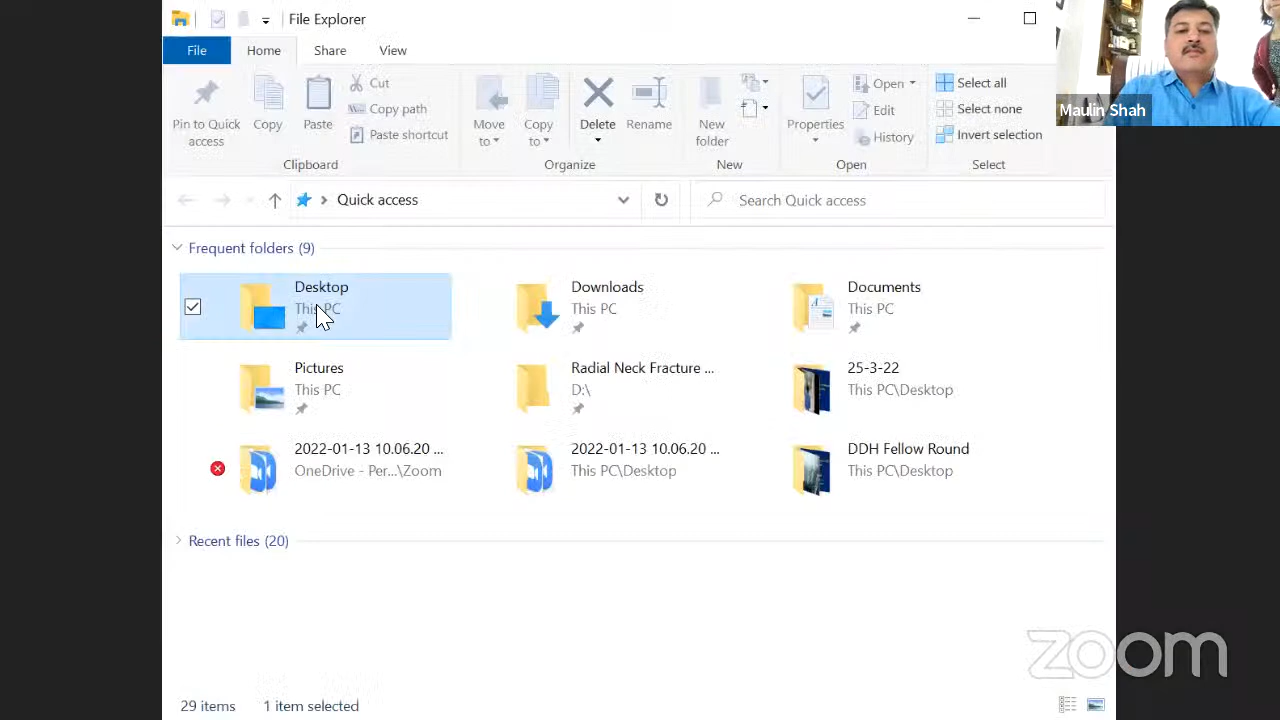 File Explorer
File Home Share View
Pin to Quick access
Copy
Paste
Cut
Copy path
Paste shortcut
Clipboard
Move to
Copy to
Delete
Rename
Organize
New folder
New
Properties
Open
Edit
History
Open
Select all
Select none
Invert selection
Select
Maulin Shah
Quick access
Search Quick access
Frequent folders (9)
Desktop
This PC
Downloads
This PC
Documents
This PC
Pictures
This PC
Radial Neck Fracture ...
D:\
25-3-22
This PC\Desktop
2022-01-13 10.06.20 ...
OneDrive - Per...\Zoom
2022-01-13 10.06.20 ...
This PC\Desktop
DDH Fellow Round
This PC\Desktop
Recent files (20)
zoom
29 items 1 item selected